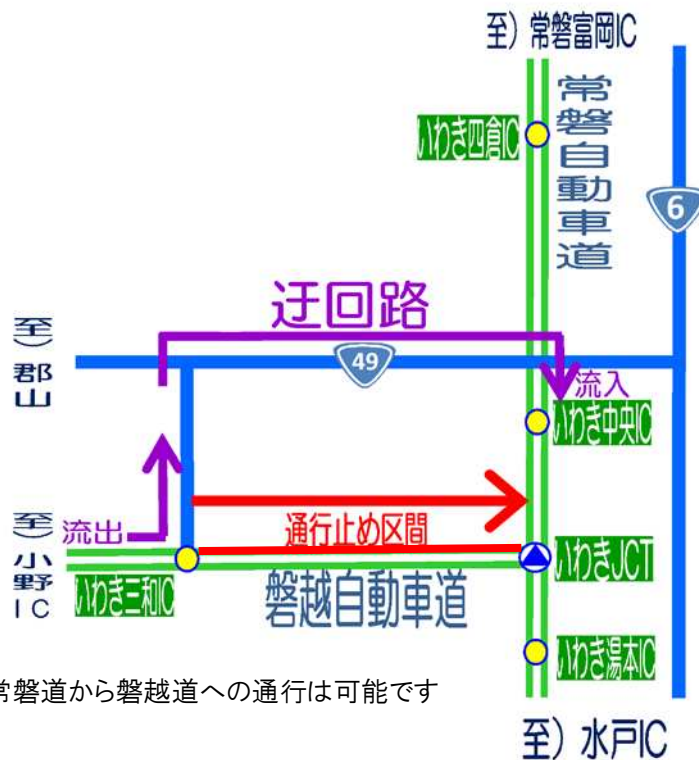 至）常磐富岡IC
常磐自動車道
いわき四倉IC
6
迂回路
至）郡山
49
流入
いわき中央IC
至）小野IC
流出
通行止め区間
いわき三和IC
磐越自動車道
いわきJCT
いわき湯本IC
常磐道から磐越道への通行は可能です
至）水戸IC